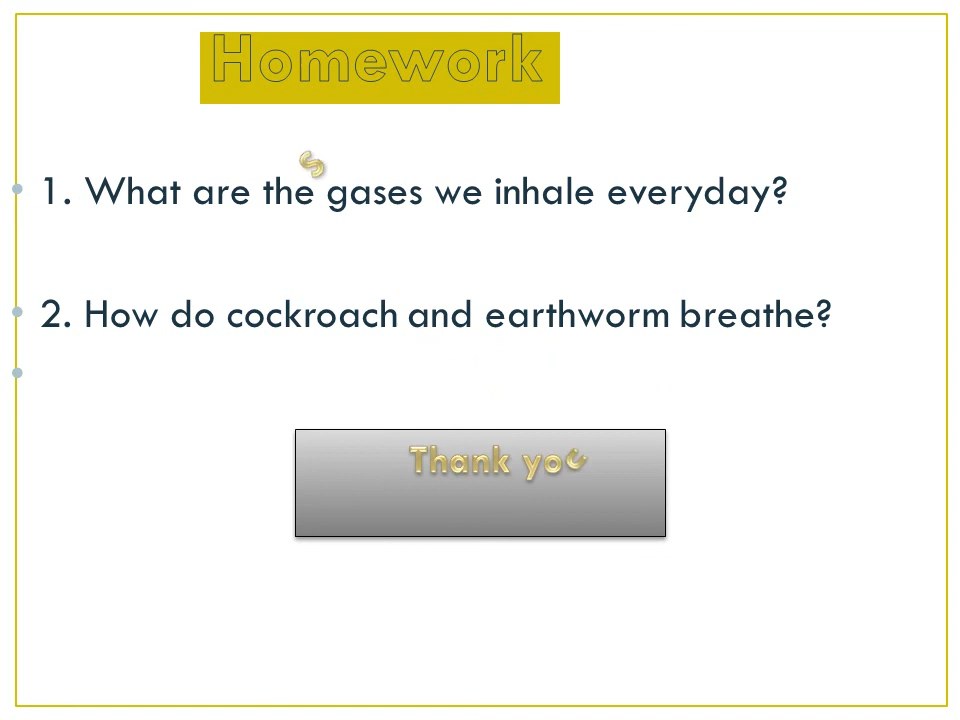 Homework
• 1. What are the gases we inhale everyday?
• 2. How do cockroach and earthworm breathe?
•
Thank you
s